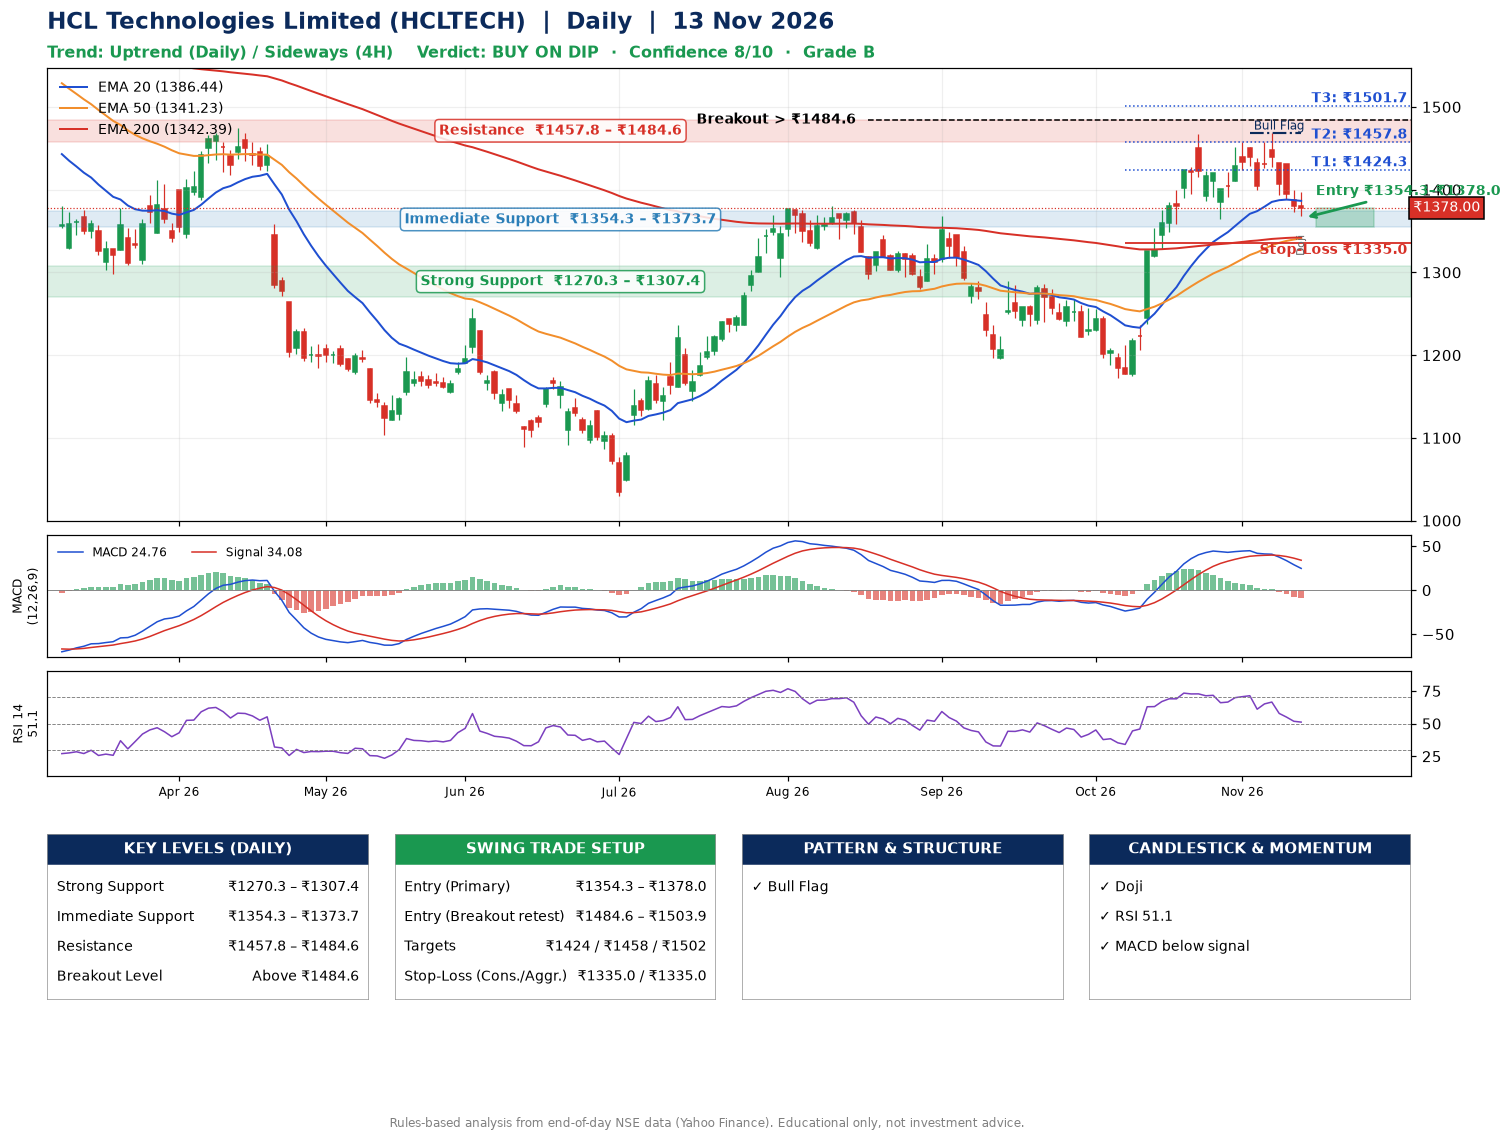 HCL Technologies Limited (HCLTECH) | Daily | 13 Nov 2026
Trend: Uptrend (Daily) / Sideways (4H) Verdict: BUY ON DIP · Confidence 8/10 · Grade B
EMA 20 (1386.44)
EMA 50 (1341.23)
EMA 200 (1342.39)
T3: ₹1501.7
Breakout > ₹1484.6
Bull Flag
Resistance ₹1457.8 – ₹1484.6
T2: ₹1457.8
T1: ₹1424.3
Entry ₹1354.3–₹1378.0
₹1378.00
Immediate Support ₹1354.3 – ₹1373.7
Stop-Loss ₹1335.0
Strong Support ₹1270.3 – ₹1307.4
1500
1400
1300
1200
1100
1000
MACD 24.76 Signal 34.08
MACD
(12,26,9)
50
0
−50
RSI 14
51.1
75
50
25
Apr 26 May 26 Jun 26 Jul 26 Aug 26 Sep 26 Oct 26 Nov 26
KEY LEVELS (DAILY)
Strong Support ₹1270.3 – ₹1307.4
Immediate Support ₹1354.3 – ₹1373.7
Resistance ₹1457.8 – ₹1484.6
Breakout Level Above ₹1484.6
SWING TRADE SETUP
Entry (Primary) ₹1354.3 – ₹1378.0
Entry (Breakout retest) ₹1484.6 – ₹1503.9
Targets ₹1424 / ₹1458 / ₹1502
Stop-Loss (Cons./Aggr.) ₹1335.0 / ₹1335.0
PATTERN & STRUCTURE
✓ Bull Flag
CANDLESTICK & MOMENTUM
✓ Doji
✓ RSI 51.1
✓ MACD below signal
Rules-based analysis from end-of-day NSE data (Yahoo Finance). Educational only, not investment advice.